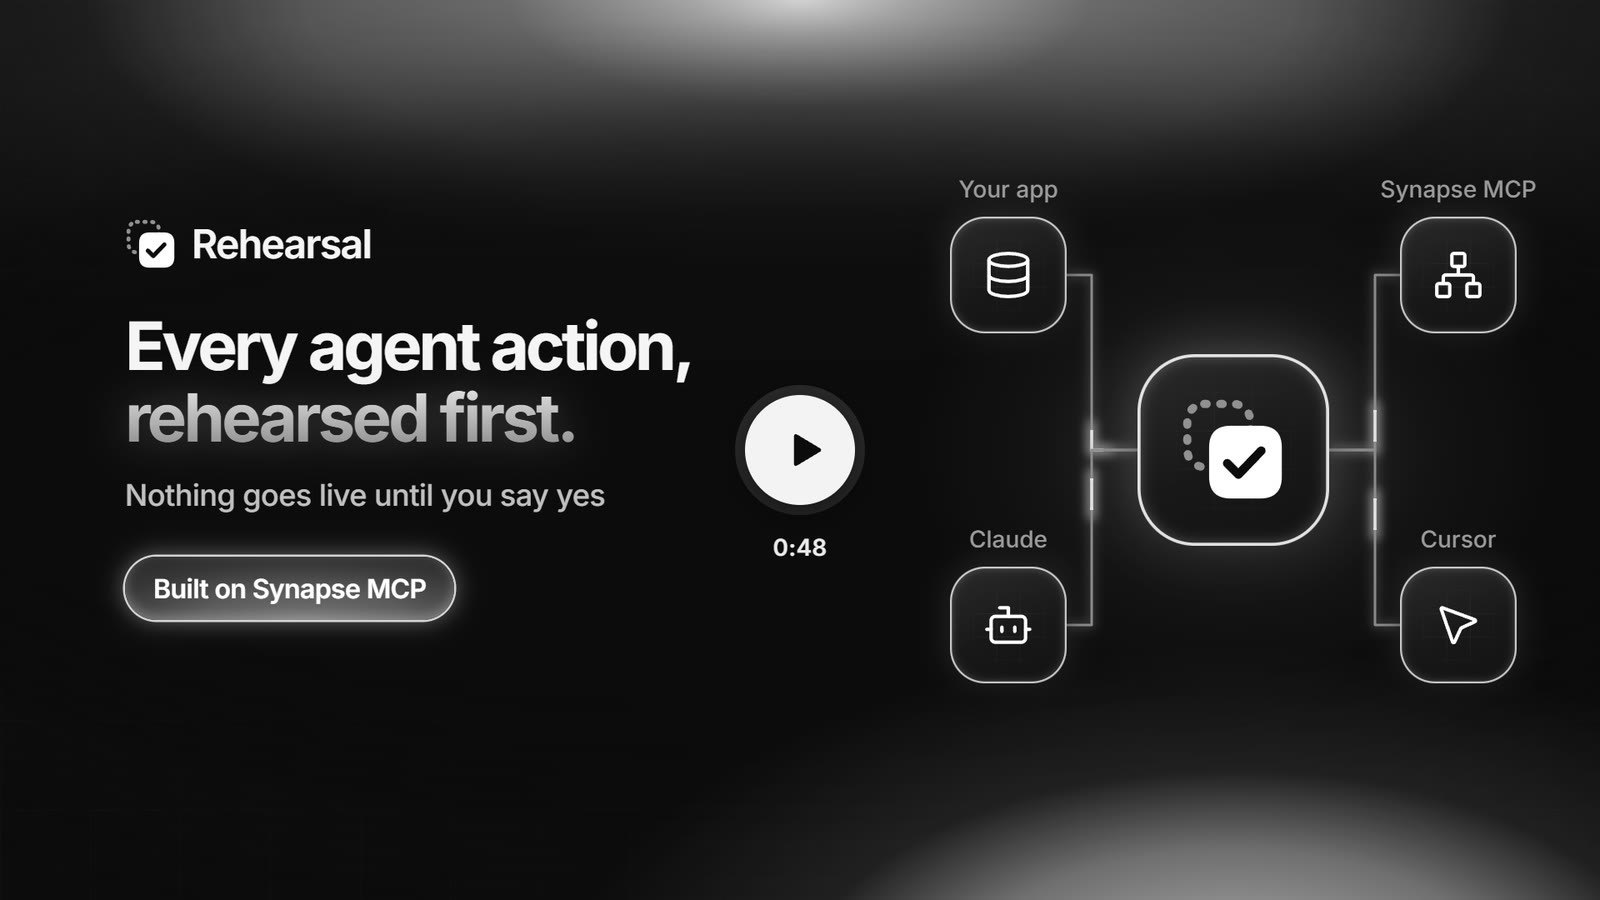 Rehearsal
Every agent action,
rehearsed first.
Nothing goes live until you say yes
Built on Synapse MCP
0:48
Your app
Synapse MCP
Claude
Cursor